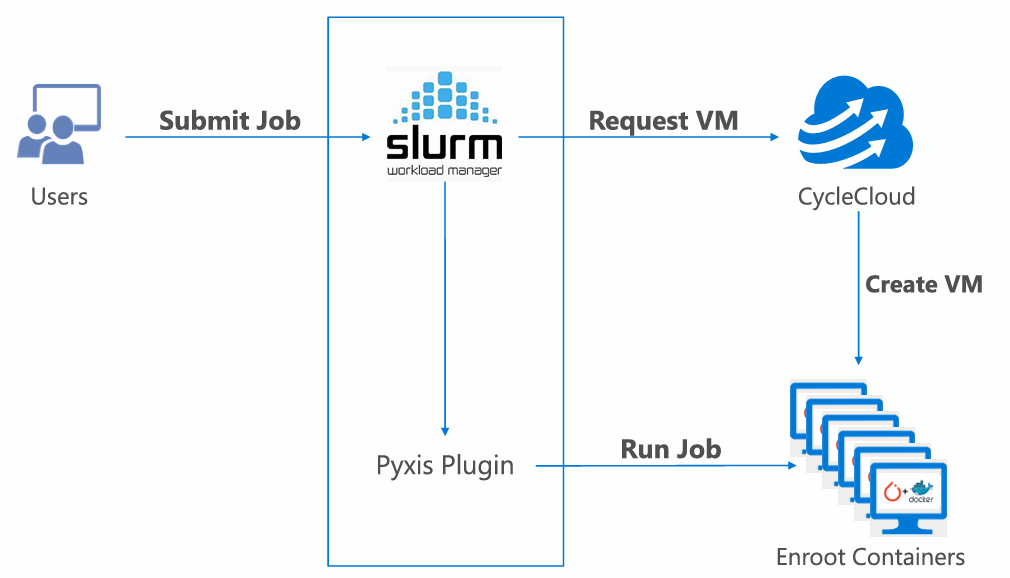 Submit Job
slurm
workload manager
Request VM
Users
CycleCloud
Create VM
Pyxis Plugin
Run Job
+
docker
Enroot Containers